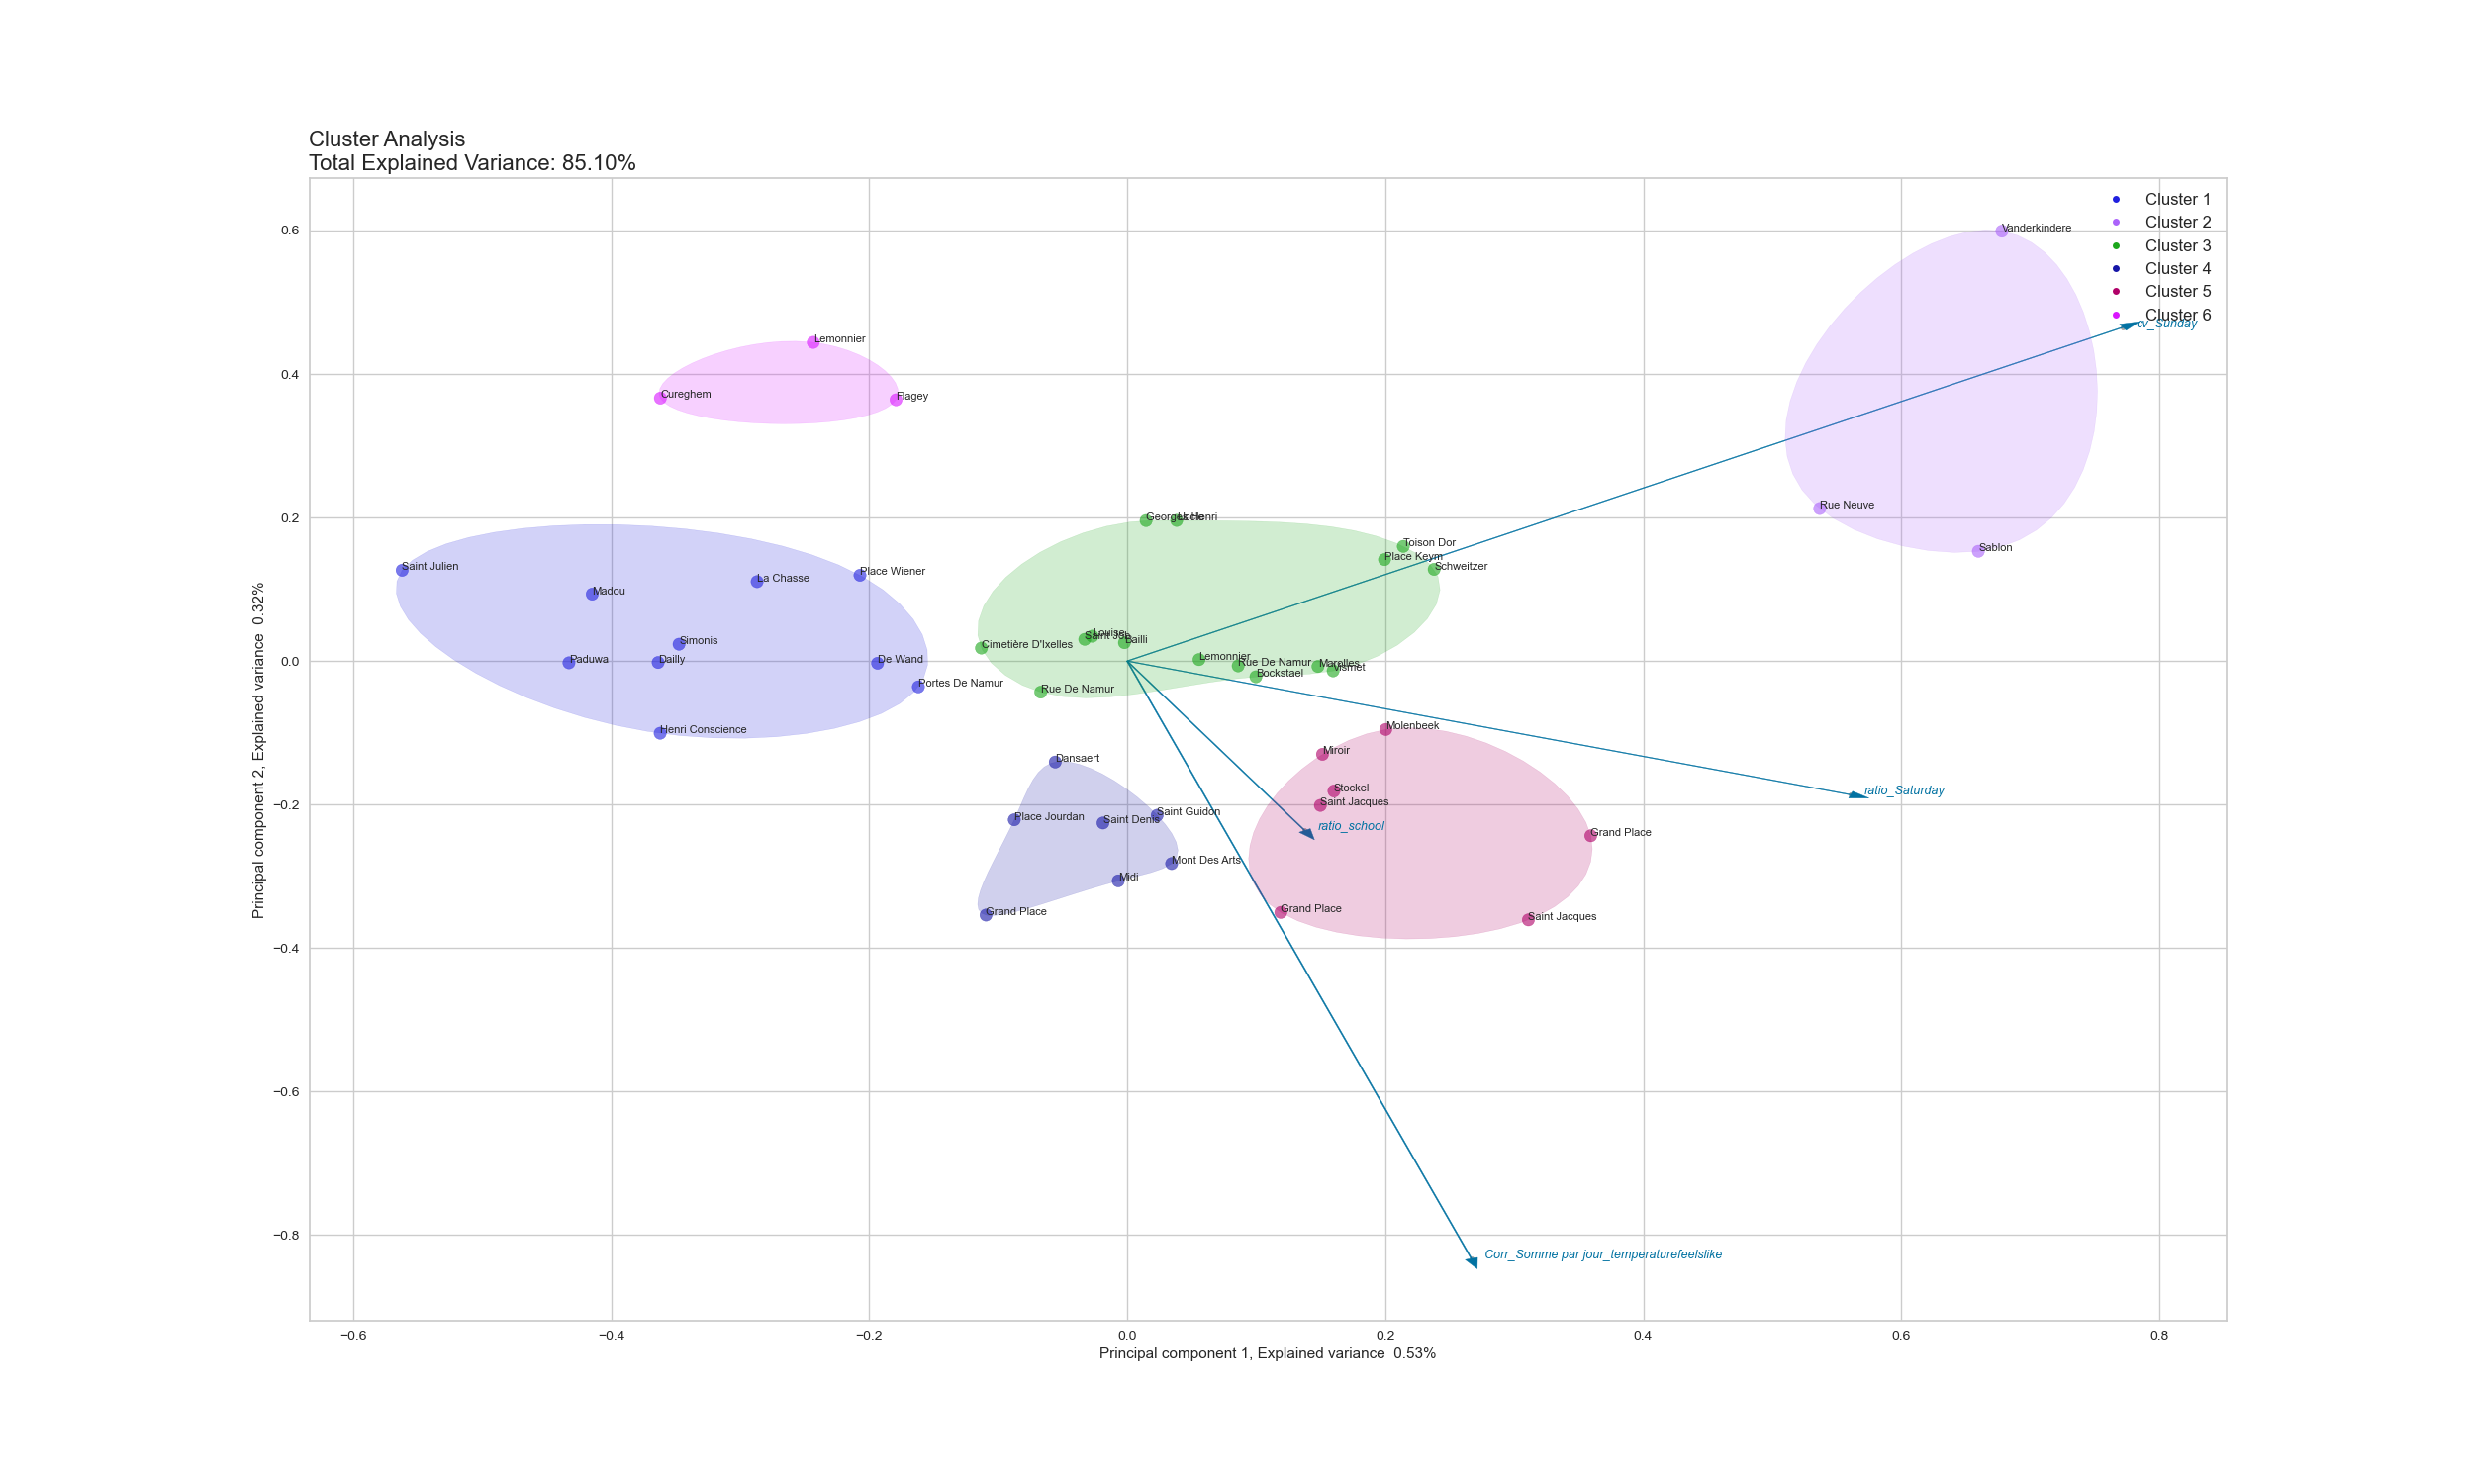 Cluster Analysis
Total Explained Variance: 85.10%
Cluster 1
Cluster 2
Cluster 3
Cluster 4
Cluster 5
Cluster 6
cv_Sunday
Vanderkindere
Rue Neuve
Sablon
Lemonnier
Cureghem
Flagey
Georges Henri
Uccle
Toison Dor
Place Keym
Schweitzer
Saint Julien
Madou
La Chasse
Place Wiener
Simonis
Paduwa
Dailly
De Wand
Portes De Namur
Henri Conscience
Cimetière D'Ixelles
Saint Job
Louise
Bailli
Rue De Namur
Lemonnier
Rue De Namur
Bockstael
Marolles
Molenbeek
Miroir
Stockel
Saint Jacques
Grand Place
Grand Place
Saint Jacques
Dansaert
Place Jourdan
Saint Denis
Saint Guidon
Mont Des Arts
Midi
Grand Place
ratio_Saturday
ratio_school
Corr_Somme par jour_temperaturefeelslike
0.6
0.4
0.2
0.0
−0.2
−0.4
−0.6
−0.8
Principal component 2, Explained variance 0.32%
−0.6
−0.4
−0.2
0.0
0.2
0.4
0.6
0.8
Principal component 1, Explained variance 0.53%